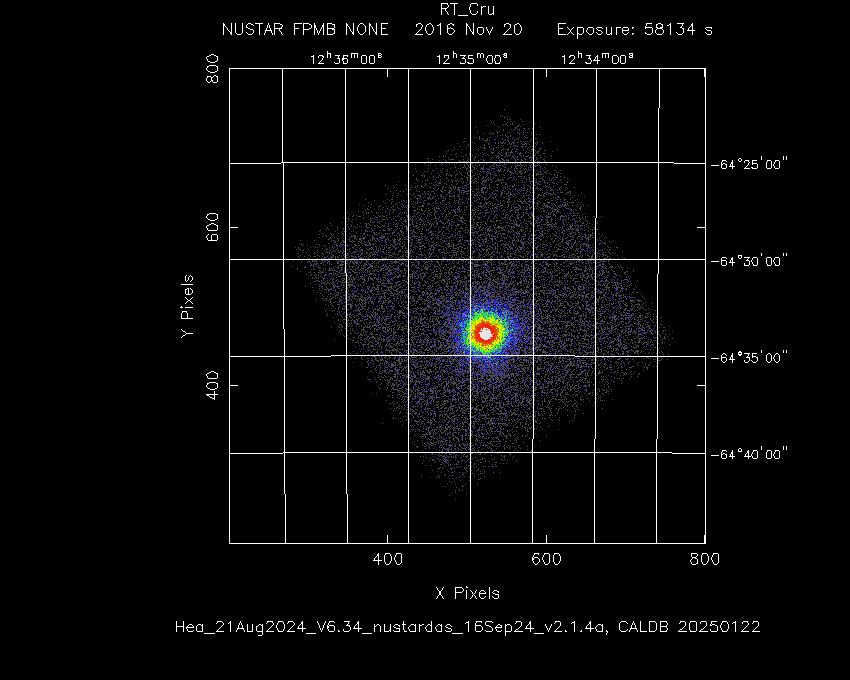 RT_Cru
NUSTAR FPMB NONE 2016 Nov 20 Exposure: 58134 s
12ʰ36ᵐ00ˢ 12ʰ35ᵐ00ˢ 12ʰ34ᵐ00ˢ
800
-64°25'00"
600
-64°30'00"
Y Pixels
-64°35'00"
400
-64°40'00"
400 600 800
X Pixels
Hea_21Aug2024_V6.34_nustardas_16Sep24_v2.1.4a, CALDB 20250122